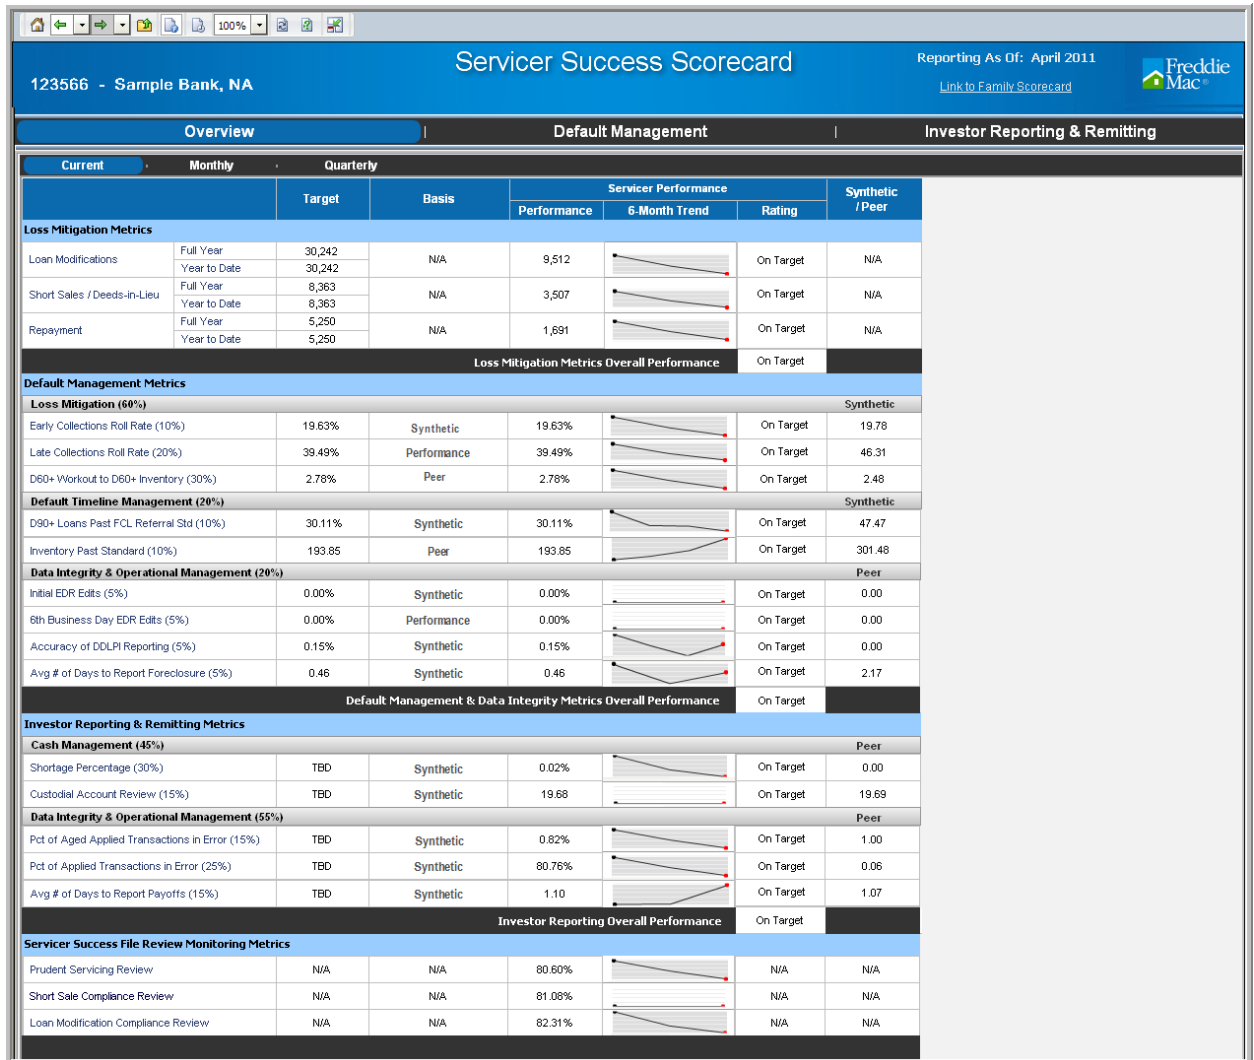 100%
Servicer Success Scorecard
Reporting As Of: April 2011
Freddie
Mac
123566 - Sample Bank, NA
Link to Family Scorecard
Overview | Default Management | Investor Reporting & Remitting
Current Monthly Quarterly
Target Basis Servicer Performance Synthetic / Peer
Performance 6-Month Trend Rating
Loss Mitigation Metrics
Loan Modifications Full Year 30,242 N/A 9,512 On Target N/A
Year to Date 30,242
Short Sales / Deeds-in-Lieu Full Year 8,363 N/A 3,507 On Target N/A
Year to Date 8,363
Repayment Full Year 5,250 N/A 1,691 On Target N/A
Year to Date 5,250
Loss Mitigation Metrics Overall Performance On Target
Default Management Metrics
Loss Mitigation (60%) Synthetic
Early Collections Roll Rate (10%) 19.63% Synthetic 19.63% On Target 19.78
Late Collections Roll Rate (20%) 39.49% Performance 39.49% On Target 46.31
D60+ Workout to D60+ Inventory (30%) 2.78% Peer 2.78% On Target 2.48
Default Timeline Management (20%) Synthetic
D90+ Loans Past FCL Referral Std (10%) 30.11% Synthetic 30.11% On Target 47.47
Inventory Past Standard (10%) 193.85 Peer 193.85 On Target 301.48
Data Integrity & Operational Management (20%) Peer
Initial EDR Edits (5%) 0.00% Synthetic 0.00% On Target 0.00
6th Business Day EDR Edits (5%) 0.00% Performance 0.00% On Target 0.00
Accuracy of DDLPI Reporting (5%) 0.15% Synthetic 0.15% On Target 0.00
Avg # of Days to Report Foreclosure (5%) 0.46 Synthetic 0.46 On Target 2.17
Default Management & Data Integrity Metrics Overall Performance On Target
Investor Reporting & Remitting Metrics
Cash Management (45%) Peer
Shortage Percentage (30%) TBD Synthetic 0.02% On Target 0.00
Custodial Account Review (15%) TBD Synthetic 19.68 On Target 19.69
Data Integrity & Operational Management (55%) Peer
Pct of Aged Applied Transactions in Error (15%) TBD Synthetic 0.82% On Target 1.00
Pct of Applied Transactions in Error (25%) TBD Synthetic 80.76% On Target 0.06
Avg # of Days to Report Payoffs (15%) TBD Synthetic 1.10 On Target 1.07
Investor Reporting Overall Performance On Target
Servicer Success File Review Monitoring Metrics
Prudent Servicing Review N/A N/A 80.60% N/A N/A
Short Sale Compliance Review N/A N/A 81.08% N/A N/A
Loan Modification Compliance Review N/A N/A 82.31% N/A N/A